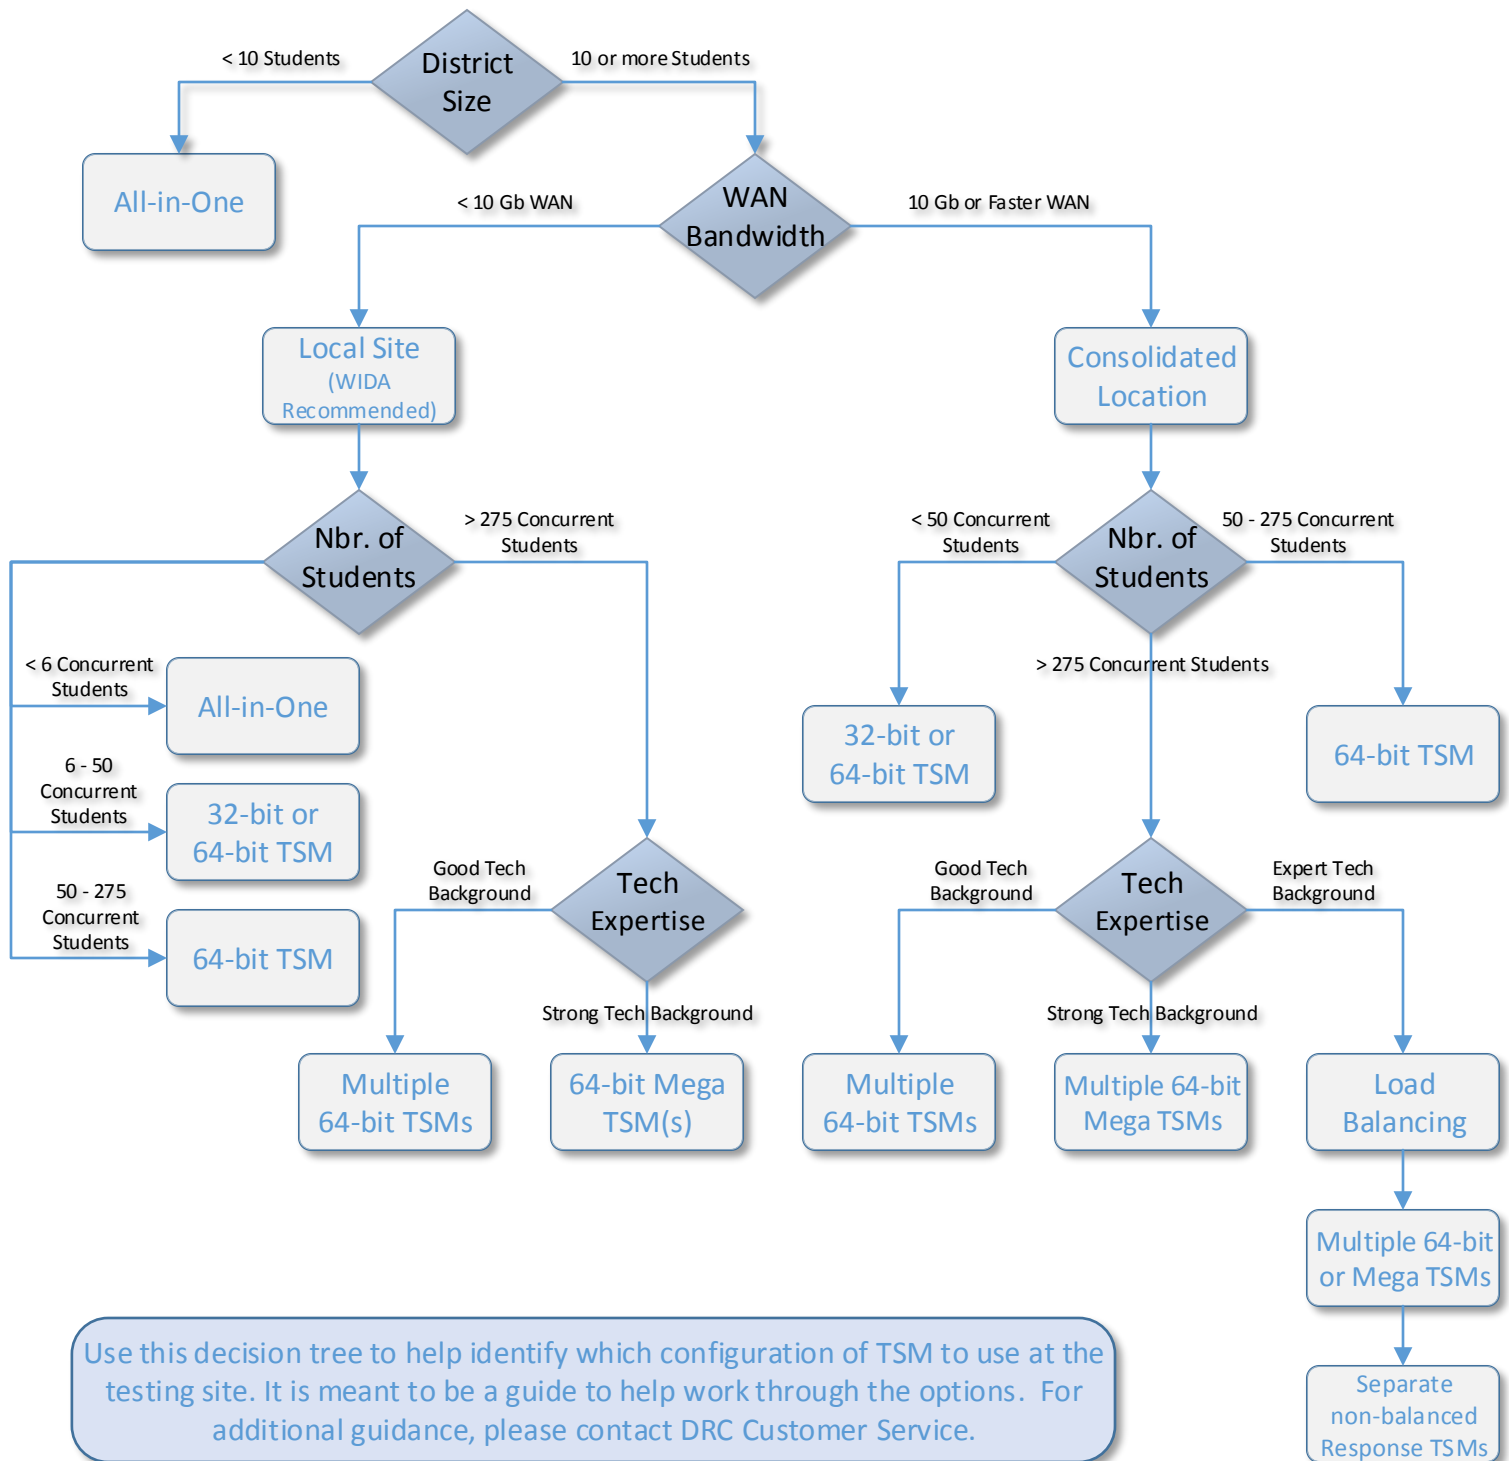 < 10 Students
District
Size
10 or more Students
All-in-One
< 10 Gb WAN
WAN
Bandwidth
10 Gb or Faster WAN
Local Site
(WIDA
Recommended)
Consolidated
Location
Nbr. of
Students
> 275 Concurrent
Students
< 50 Concurrent
Students
Nbr. of
Students
50 - 275 Concurrent
Students
< 6 Concurrent
Students
All-in-One
6 - 50
Concurrent
Students
32-bit or
64-bit TSM
50 - 275
Concurrent
Students
64-bit TSM
> 275 Concurrent Students
32-bit or
64-bit TSM
64-bit TSM
Good Tech
Background
Tech
Expertise
Strong Tech Background
Multiple
64-bit TSMs
64-bit Mega
TSM(s)
Good Tech
Background
Tech
Expertise
Expert Tech
Background
Strong Tech Background
Multiple
64-bit TSMs
Multiple 64-bit
Mega TSMs
Load
Balancing
Multiple 64-bit
or Mega TSMs
Separate
non-balanced
Response TSMs
Use this decision tree to help identify which configuration of TSM to use at the
testing site. It is meant to be a guide to help work through the options. For
additional guidance, please contact DRC Customer Service.